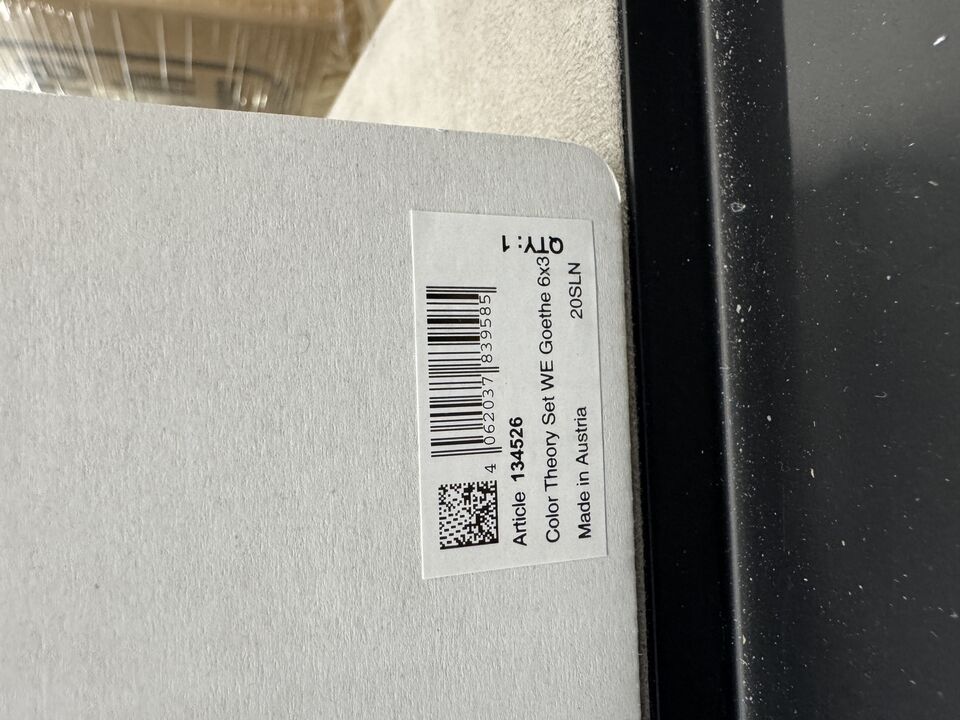 QTY: 1
4 062037 839585
Article 134526
Color Theory Set WE Goethe 6x3
20SLN
Made in Austria